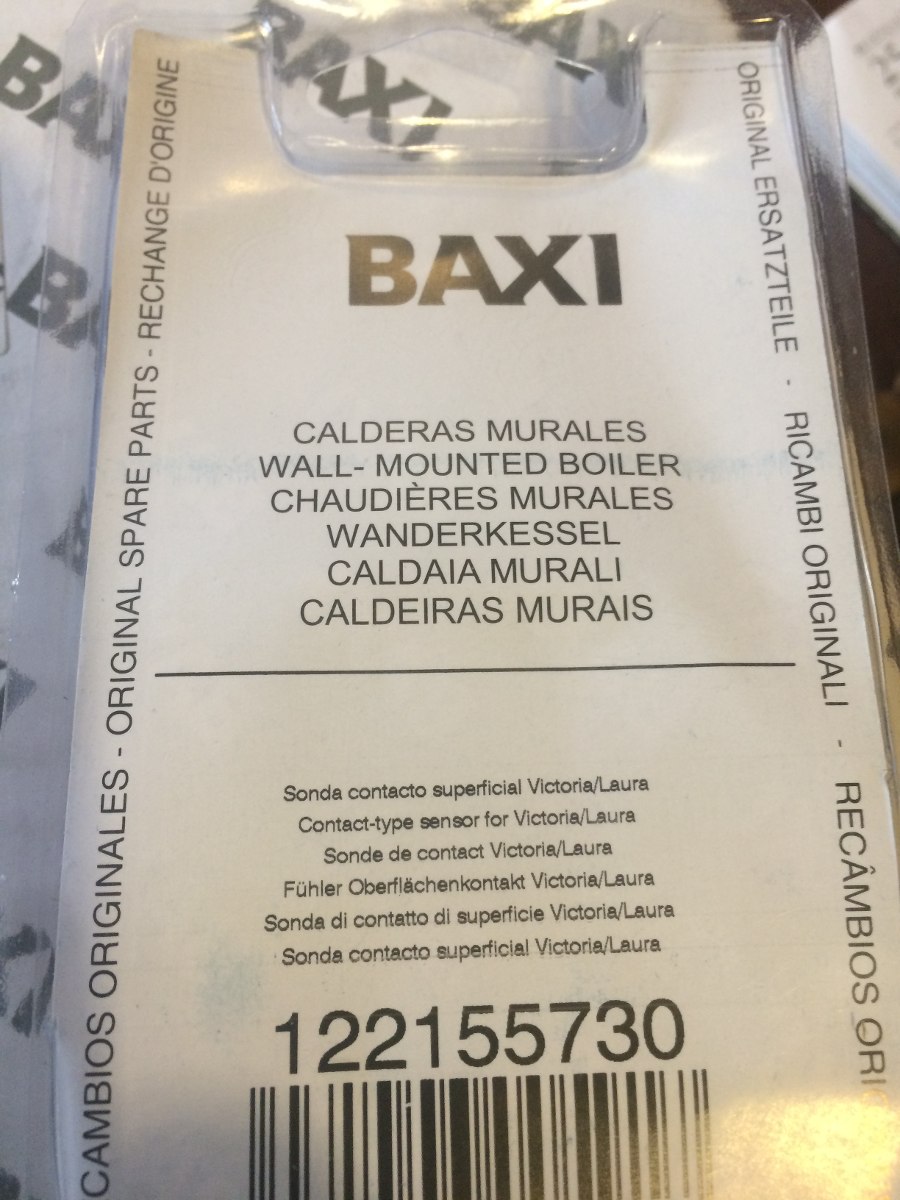 BAXI
BAXI
CALDERAS MURALES
WALL- MOUNTED BOILER
CHAUDIÈRES MURALES
WANDERKESSEL
CALDAIA MURALI
CALDEIRAS MURAIS
Sonda contacto superficial Victoria/Laura
Contact-type sensor for Victoria/Laura
Sonde de contact Victoria/Laura
Fühler Oberflächenkontakt Victoria/Laura
Sonda di contatto di superficie Victoria/Laura
Sonda contacto superficial Victoria/Laura
122155730
CAMBIOS ORIGINALES - ORIGINAL SPARE PARTS - RECHANGE D'ORIGINE
ORIGINAL ERSATZTEILE - RICAMBI ORIGINALI - RECÂMBIOS ORI